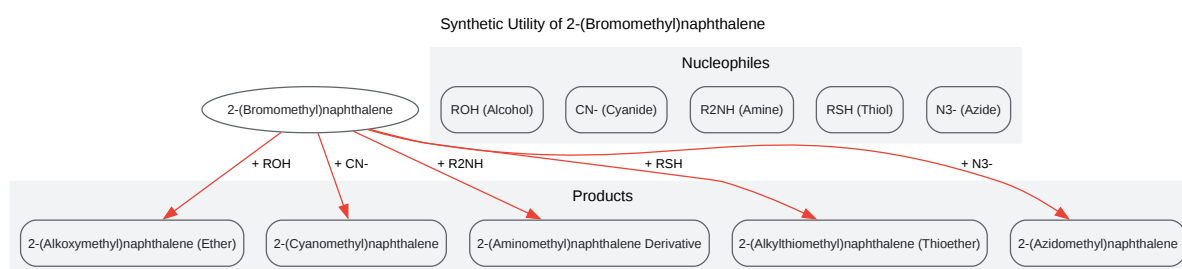 Synthetic Utility of 2-(Bromomethyl)naphthalene
Nucleophiles
2-(Bromomethyl)naphthalene
ROH (Alcohol)
CN- (Cyanide)
R2NH (Amine)
RSH (Thiol)
N3- (Azide)
+ ROH
+ CN-
+ R2NH
+ RSH
+ N3-
Products
2-(Alkoxymethyl)naphthalene (Ether)
2-(Cyanomethyl)naphthalene
2-(Aminomethyl)naphthalene Derivative
2-(Alkylthiomethyl)naphthalene (Thioether)
2-(Azidomethyl)naphthalene